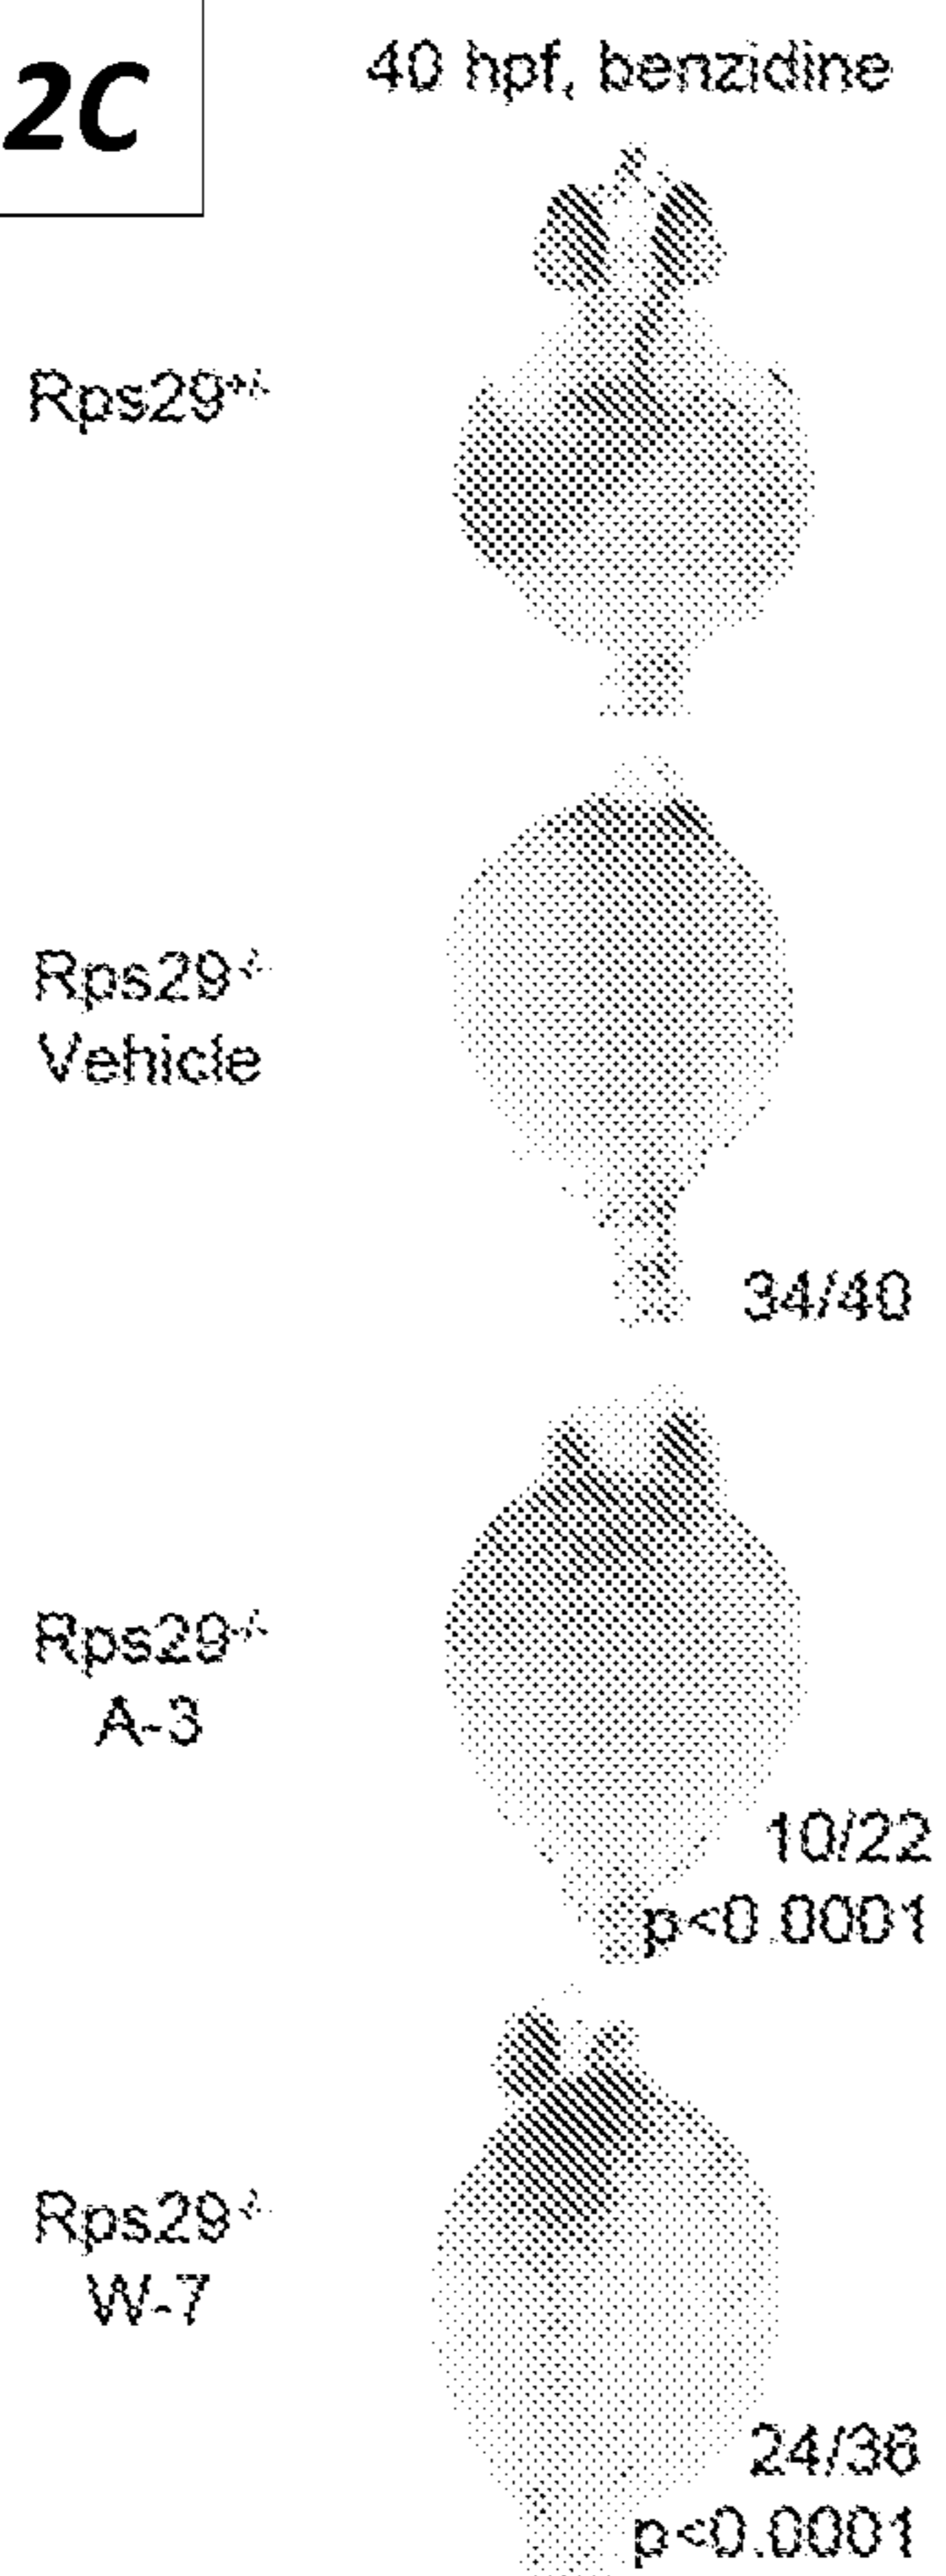 2C
40 hpf, benzidine
Rps29+/-
Rps29-/-
Vehicle
34/40
Rps29-/-
A-3
10/22
p<0.0001
Rps29-/-
W-7
24/36
p<0.0001